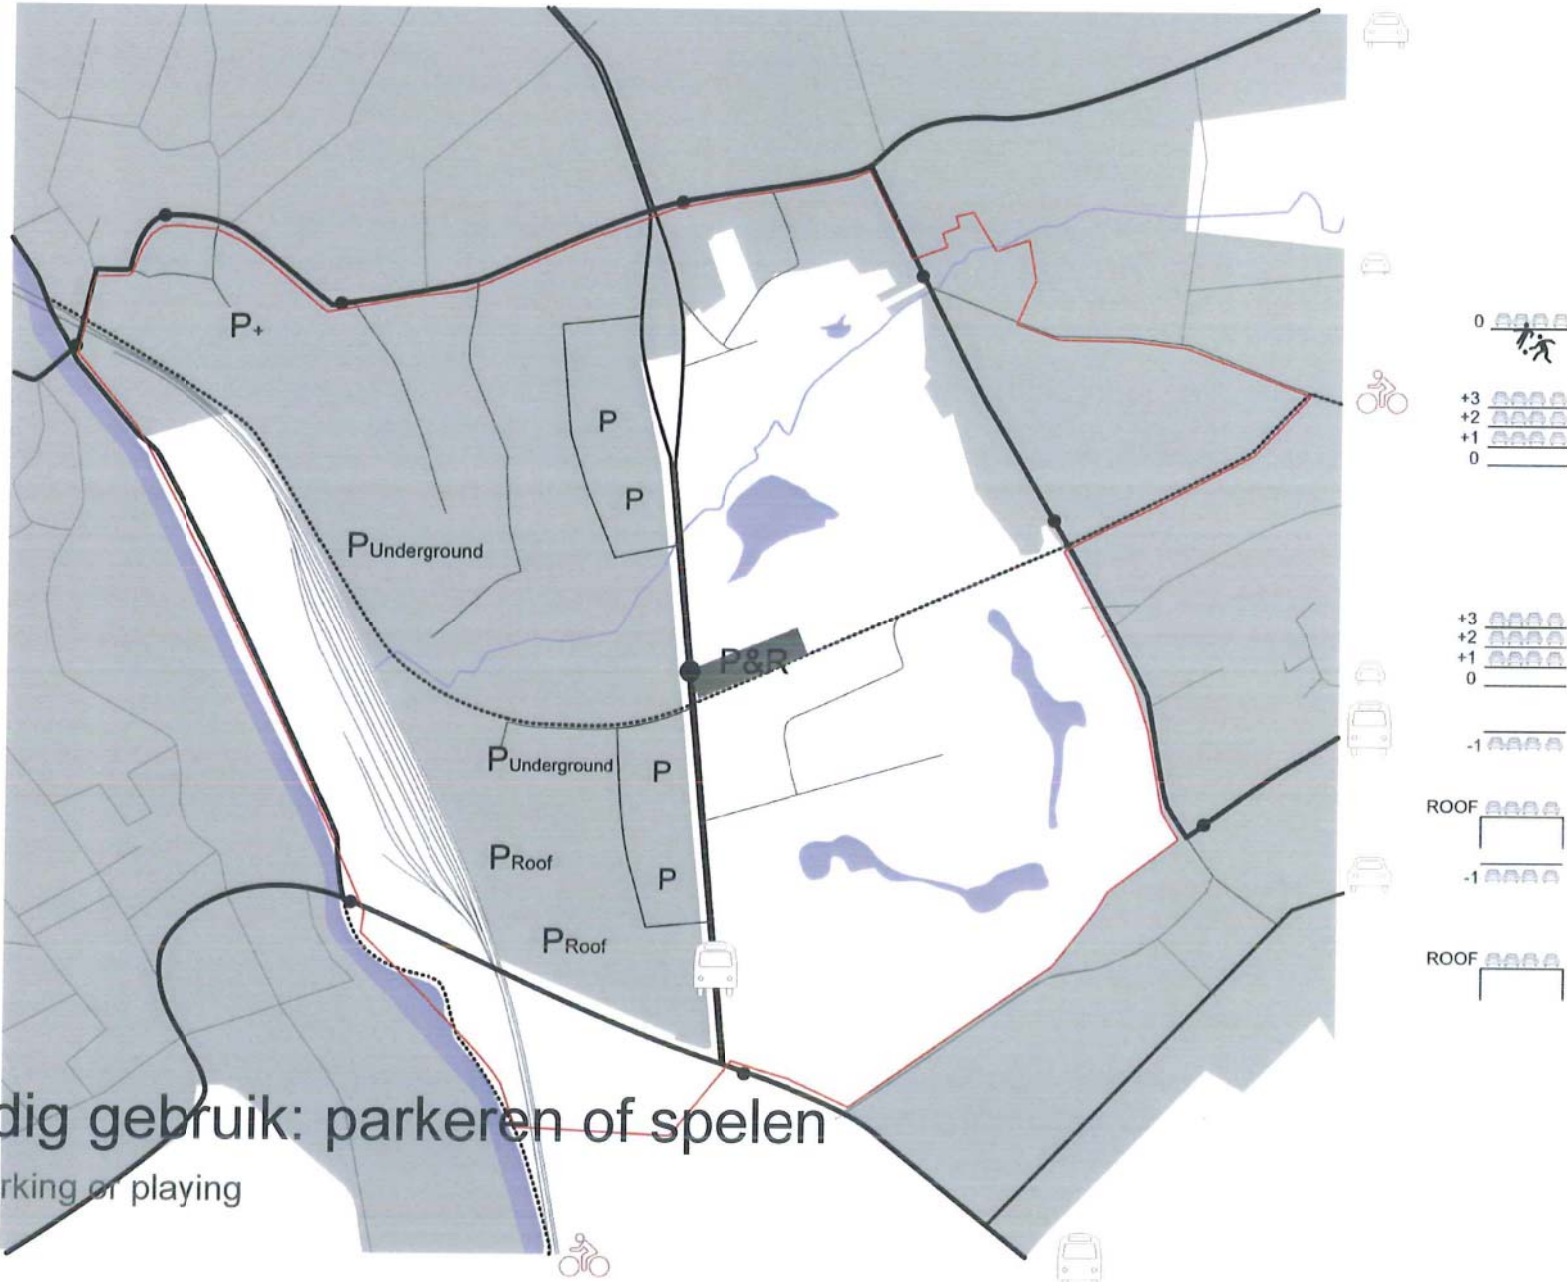 P+
P
P
PUnderground
P&R
PUnderground
P
PRoof
P
PRoof
dig gebruik: parkeren of spelen
rking or playing
0
+3
+2
+1
0
+3
+2
+1
0
-1
ROOF
-1
ROOF